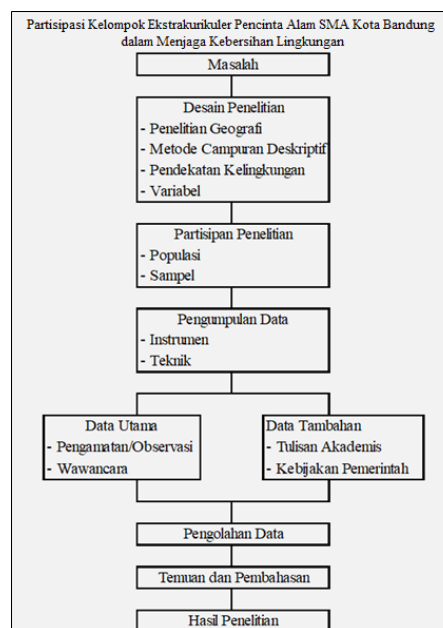 Partisipasi Kelompok Ekstrakurikuler Pencinta Alam SMA Kota Bandung
dalam Menjaga Kebersihan Lingkungan
Masalah
Desain Penelitian
- Penelitian Geografi
- Metode Campuran Deskriptif
- Pendekatan Kelingkungan
- Variabel
Partisipan Penelitian
- Populasi
- Sampel
Pengumpulan Data
- Instrumen
- Teknik
Data Utama
- Pengamatan/Observasi
- Wawancara
Data Tambahan
- Tulisan Akademis
- Kebijakan Pemerintah
Pengolahan Data
Temuan dan Pembahasan
Hasil Penelitian